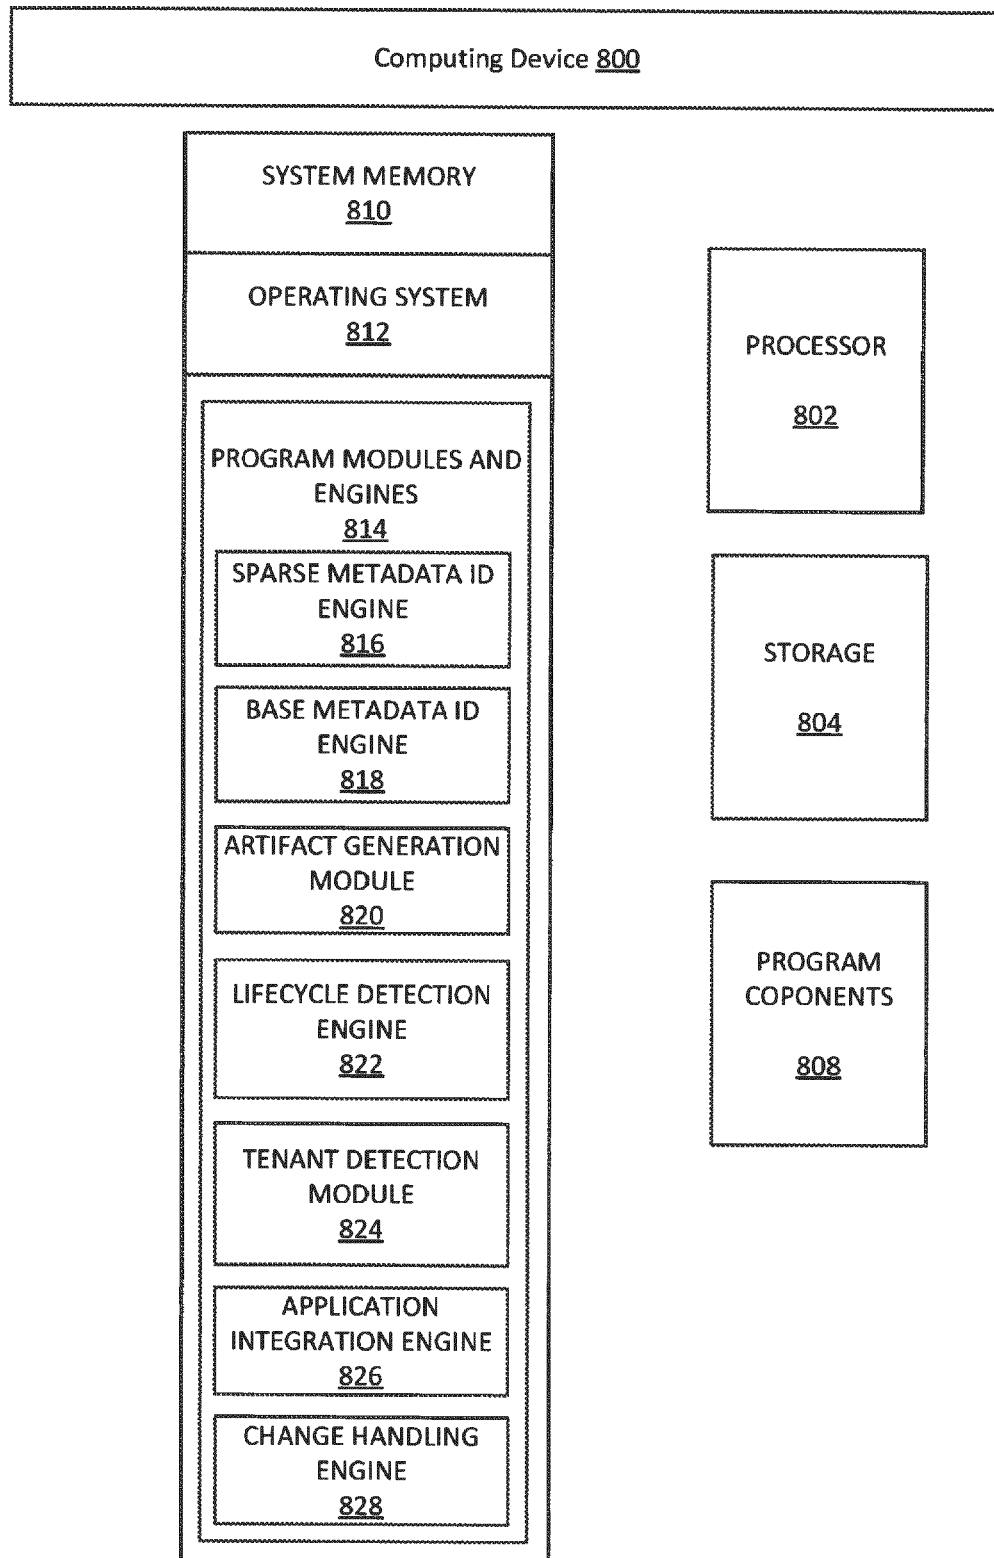 Computing Device 800
SYSTEM MEMORY
810
OPERATING SYSTEM
812
PROGRAM MODULES AND
ENGINES
814
SPARSE METADATA ID
ENGINE
816
BASE METADATA ID
ENGINE
818
ARTIFACT GENERATION
MODULE
820
LIFECYCLE DETECTION
ENGINE
822
TENANT DETECTION
MODULE
824
APPLICATION
INTEGRATION ENGINE
826
CHANGE HANDLING
ENGINE
828
PROCESSOR
802
STORAGE
804
PROGRAM
COPONENTS
808